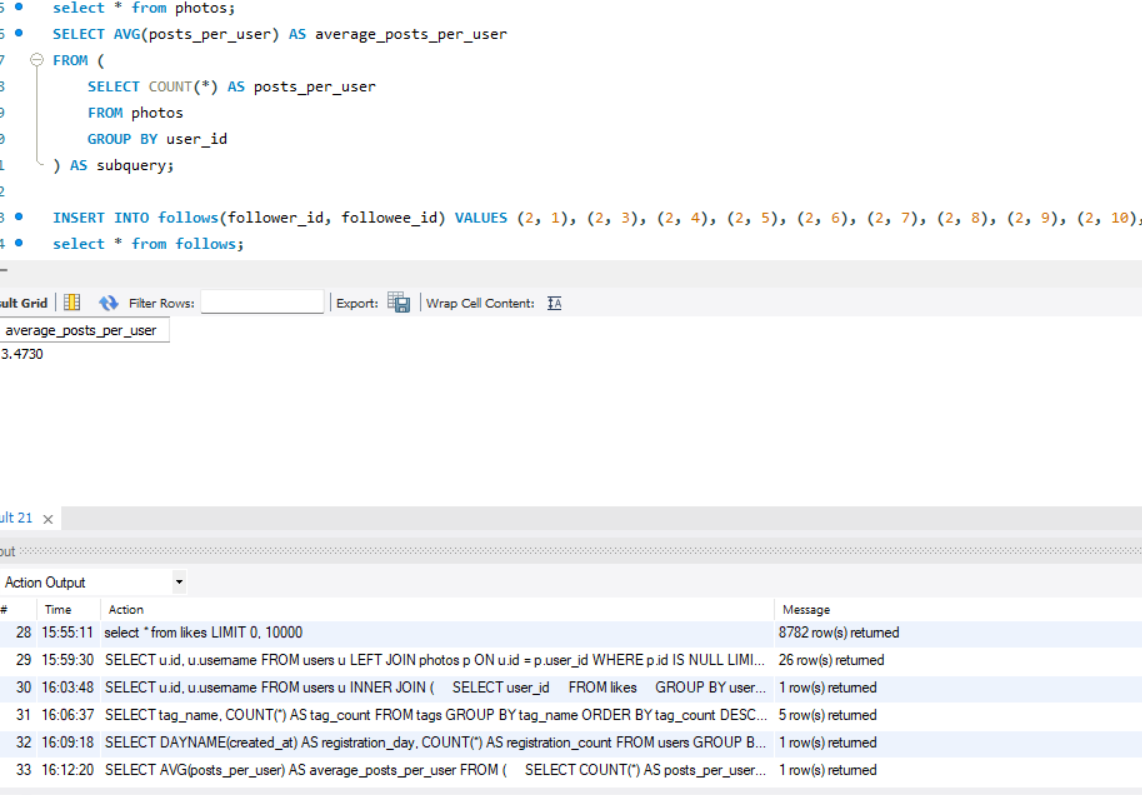 5 select * from photos;
6 SELECT AVG(posts_per_user) AS average_posts_per_user
7 FROM (
8 SELECT COUNT(*) AS posts_per_user
9 FROM photos
0 GROUP BY user_id
1 ) AS subquery;
2
3 INSERT INTO follows(follower_id, followee_id) VALUES (2, 1), (2, 3), (2, 4), (2, 5), (2, 6), (2, 7), (2, 8), (2, 9), (2, 10),
4 select * from follows;
sult Grid Filter Rows: Export: Wrap Cell Content: IA
average_posts_per_user
3.4730
ult 21 ×
out
Action Output
# Time Action Message
28 15:55:11 select * from likes LIMIT 0, 10000 8782 row(s) returned
29 15:59:30 SELECT u.id, u.username FROM users u LEFT JOIN photos p ON u.id = p.user_id WHERE p.id IS NULL LIMI... 26 row(s) returned
30 16:03:48 SELECT u.id, u.username FROM users u INNER JOIN ( SELECT user_id FROM likes GROUP BY user... 1 row(s) returned
31 16:06:37 SELECT tag_name, COUNT(*) AS tag_count FROM tags GROUP BY tag_name ORDER BY tag_count DESC... 5 row(s) returned
32 16:09:18 SELECT DAYNAME(created_at) AS registration_day, COUNT(*) AS registration_count FROM users GROUP B... 1 row(s) returned
33 16:12:20 SELECT AVG(posts_per_user) AS average_posts_per_user FROM ( SELECT COUNT(*) AS posts_per_user... 1 row(s) returned